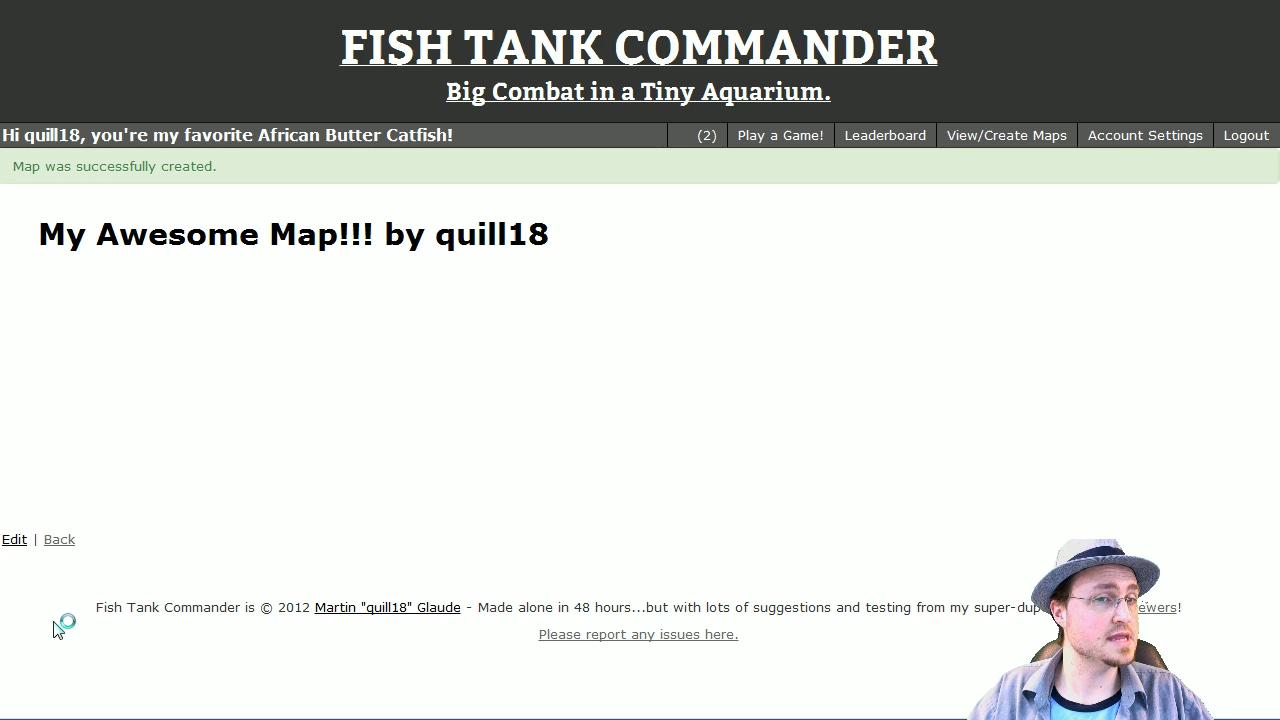 FISH TANK COMMANDER
Big Combat in a Tiny Aquarium.
Hi quill18, you're my favorite African Butter Catfish!
(2) Play a Game! Leaderboard View/Create Maps Account Settings Logout
Map was successfully created.
My Awesome Map!!! by quill18
Edit | Back
Fish Tank Commander is © 2012 Martin "quill18" Glaude - Made alone in 48 hours...but with lots of suggestions and testing from my
Please report any issues here.